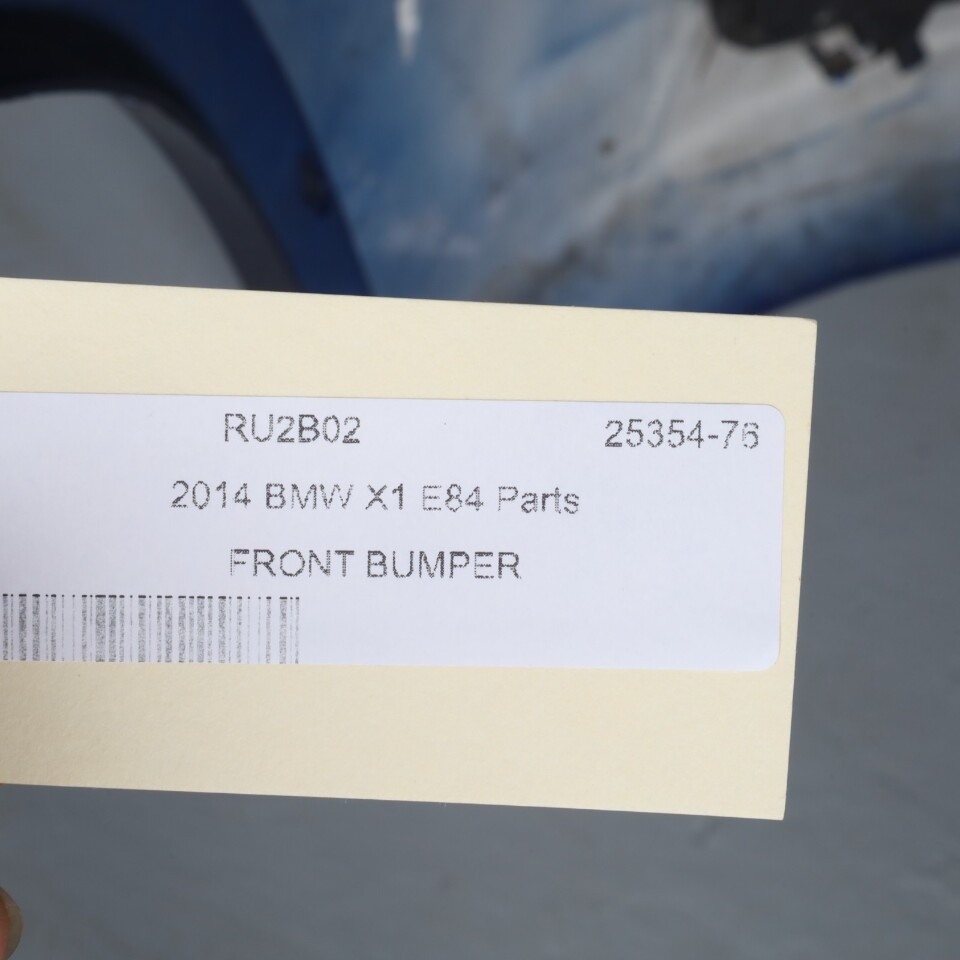 RU2B02 25354-76
2014 BMW X1 E84 Parts
FRONT BUMPER